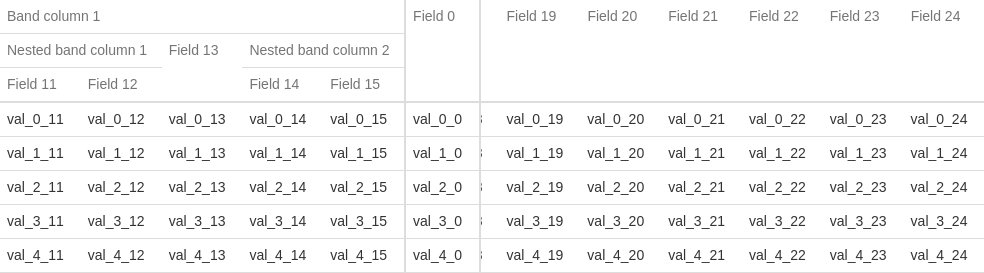 Band column 1 Field 0 Field 19 Field 20 Field 21 Field 22 Field 23 Field 24
Nested band column 1 Field 13 Nested band column 2
Field 11 Field 12 Field 14 Field 15
val_0_11 val_0_12 val_0_13 val_0_14 val_0_15 val_0_0 val_0_19 val_0_20 val_0_21 val_0_22 val_0_23 val_0_24
val_1_11 val_1_12 val_1_13 val_1_14 val_1_15 val_1_0 val_1_19 val_1_20 val_1_21 val_1_22 val_1_23 val_1_24
val_2_11 val_2_12 val_2_13 val_2_14 val_2_15 val_2_0 val_2_19 val_2_20 val_2_21 val_2_22 val_2_23 val_2_24
val_3_11 val_3_12 val_3_13 val_3_14 val_3_15 val_3_0 val_3_19 val_3_20 val_3_21 val_3_22 val_3_23 val_3_24
val_4_11 val_4_12 val_4_13 val_4_14 val_4_15 val_4_0 val_4_19 val_4_20 val_4_21 val_4_22 val_4_23 val_4_24